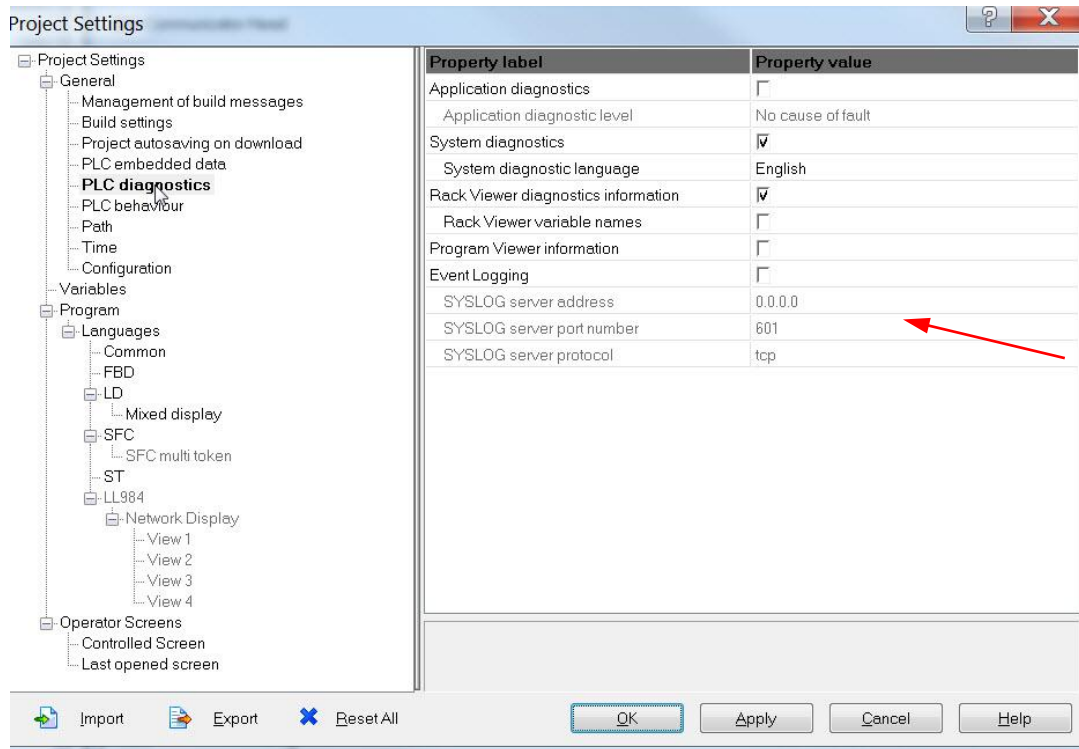 Project Settings
Project Settings
General
Management of build messages
Build settings
Project autosaving on download
PLC embedded data
PLC diagnostics
PLC behaviour
Path
Time
Configuration
Variables
Program
Languages
Common
FBD
LD
Mixed display
SFC
SFC multi token
ST
LL984
Network Display
View 1
View 2
View 3
View 4
Operator Screens
Controlled Screen
Last opened screen
Property label Property value
Application diagnostics
Application diagnostic level No cause of fault
System diagnostics
System diagnostic language English
Rack Viewer diagnostics information
Rack Viewer variable names
Program Viewer information
Event Logging
SYSLOG server address 0.0.0.0
SYSLOG server port number 601
SYSLOG server protocol tcp
Import Export Reset All OK Apply Cancel Help